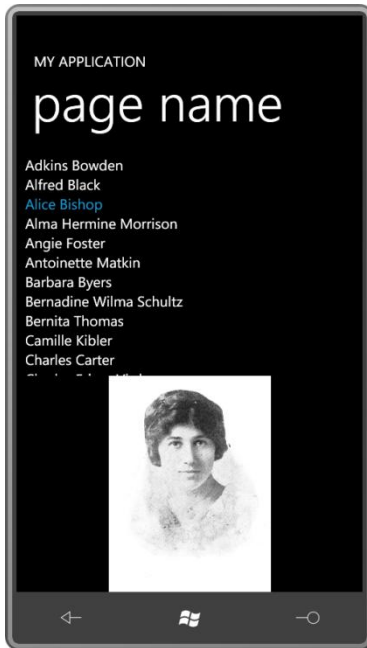 MY APPLICATION
page name
Adkins Bowden
Alfred Black
Alice Bishop
Alma Hermine Morrison
Angie Foster
Antoinette Matkin
Barbara Byers
Bernadine Wilma Schultz
Bernita Thomas
Camille Kibler
Charles Carter